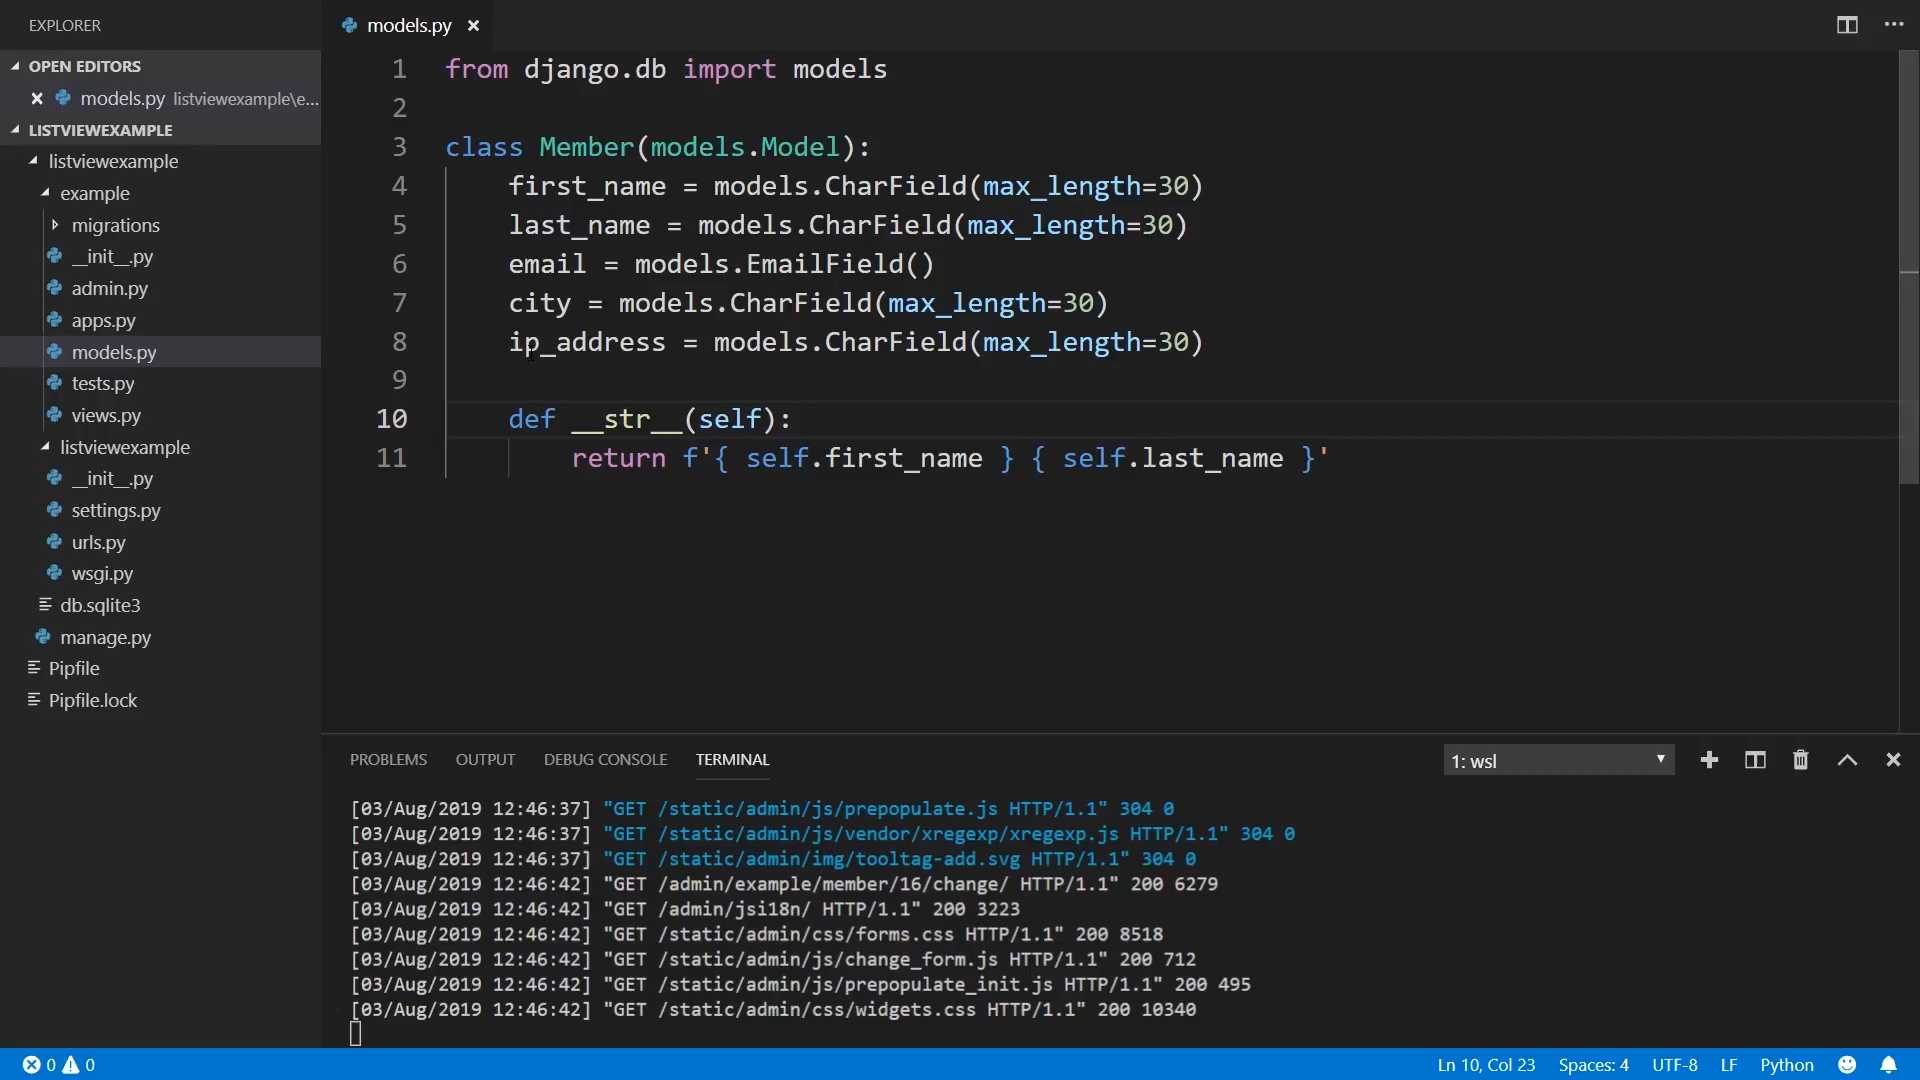 EXPLORER
OPEN EDITORS
models.py listviewexample\e...
LISTVIEWEXAMPLE
listviewexample
example
migrations
__init__.py
admin.py
apps.py
models.py
tests.py
views.py
listviewexample
__init__.py
settings.py
urls.py
wsgi.py
db.sqlite3
manage.py
Pipfile
Pipfile.lock
models.py
1 from django.db import models
2
3 class Member(models.Model):
4 first_name = models.CharField(max_length=30)
5 last_name = models.CharField(max_length=30)
6 email = models.EmailField()
7 city = models.CharField(max_length=30)
8 ip_address = models.CharField(max_length=30)
9
10 def __str__(self):
11 return f'{ self.first_name } { self.last_name }'
PROBLEMS OUTPUT DEBUG CONSOLE TERMINAL 1: wsl
[03/Aug/2019 12:46:37] "GET /static/admin/js/prepopulate.js HTTP/1.1" 304 0
[03/Aug/2019 12:46:37] "GET /static/admin/js/vendor/xregexp/xregexp.js HTTP/1.1" 304 0
[03/Aug/2019 12:46:37] "GET /static/admin/img/tooltag-add.svg HTTP/1.1" 304 0
[03/Aug/2019 12:46:42] "GET /admin/example/member/16/change/ HTTP/1.1" 200 6279
[03/Aug/2019 12:46:42] "GET /admin/jsi18n/ HTTP/1.1" 200 3223
[03/Aug/2019 12:46:42] "GET /static/admin/css/forms.css HTTP/1.1" 200 8518
[03/Aug/2019 12:46:42] "GET /static/admin/js/change_form.js HTTP/1.1" 200 712
[03/Aug/2019 12:46:42] "GET /static/admin/js/prepopulate_init.js HTTP/1.1" 200 495
[03/Aug/2019 12:46:42] "GET /static/admin/css/widgets.css HTTP/1.1" 200 10340
0 0 Ln 10, Col 23 Spaces: 4 UTF-8 LF Python